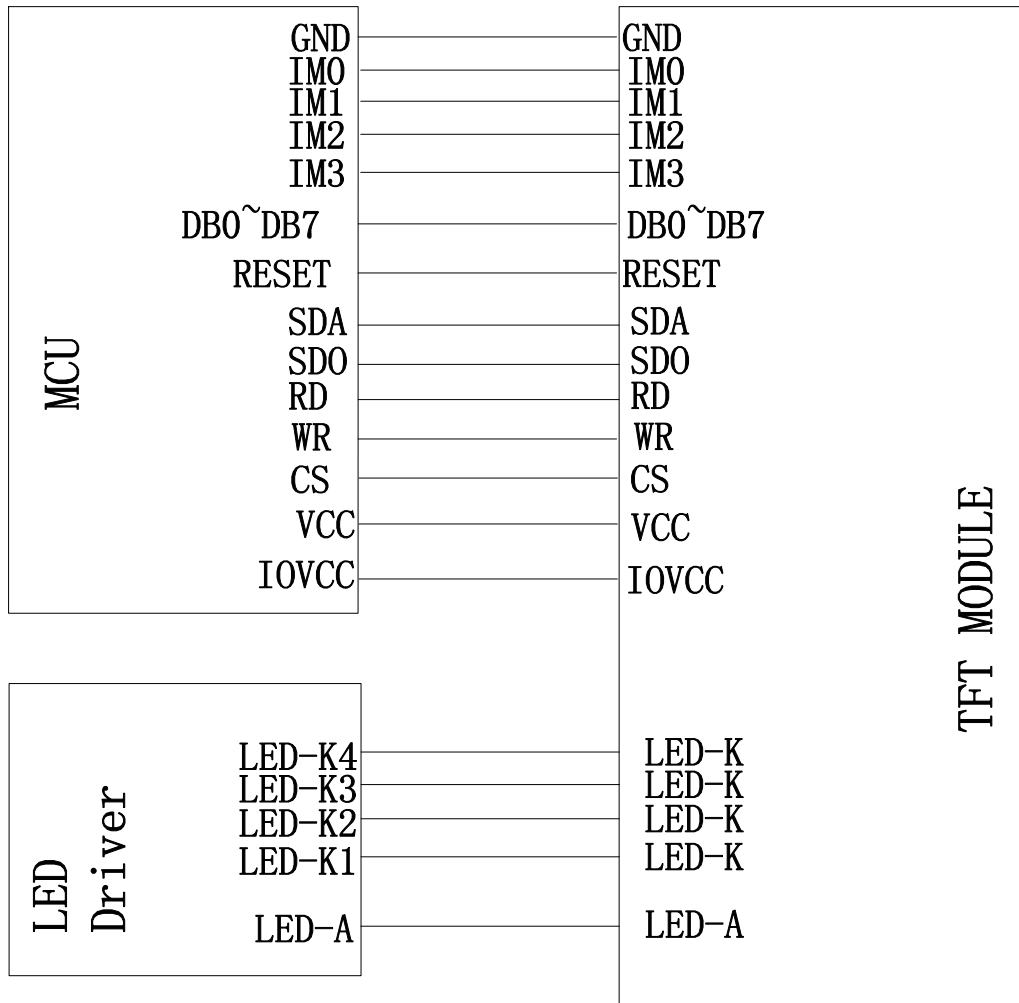 MCU
GND
IM0
IM1
IM2
IM3
DB0~DB7
RESET
SDA
SDO
RD
WR
CS
VCC
IOVCC
GND
IM0
IM1
IM2
IM3
DB0~DB7
RESET
SDA
SDO
RD
WR
CS
VCC
IOVCC
TFT MODULE
LED
Driver
LED-K4
LED-K3
LED-K2
LED-K1
LED-A
LED-K
LED-K
LED-K
LED-K
LED-A